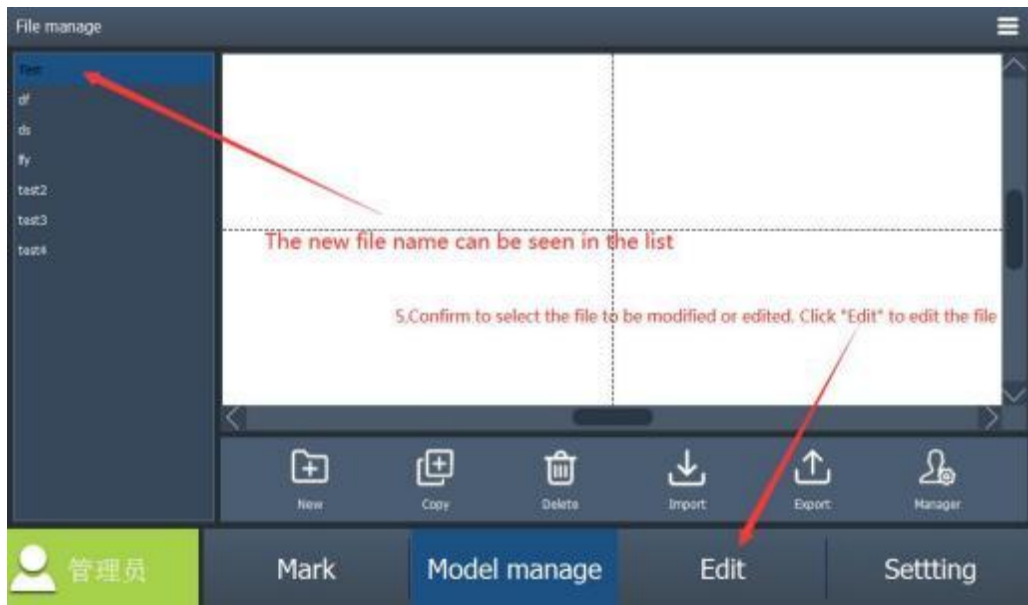 File manage
Test
df
ds
ffy
test2
test3
test4
The new file name can be seen in the list
5.Confirm to select the file to be modified or edited. Click "Edit" to edit the file
New
Copy
Delete
Import
Export
Manager
管理员
Mark
Model manage
Edit
Settting